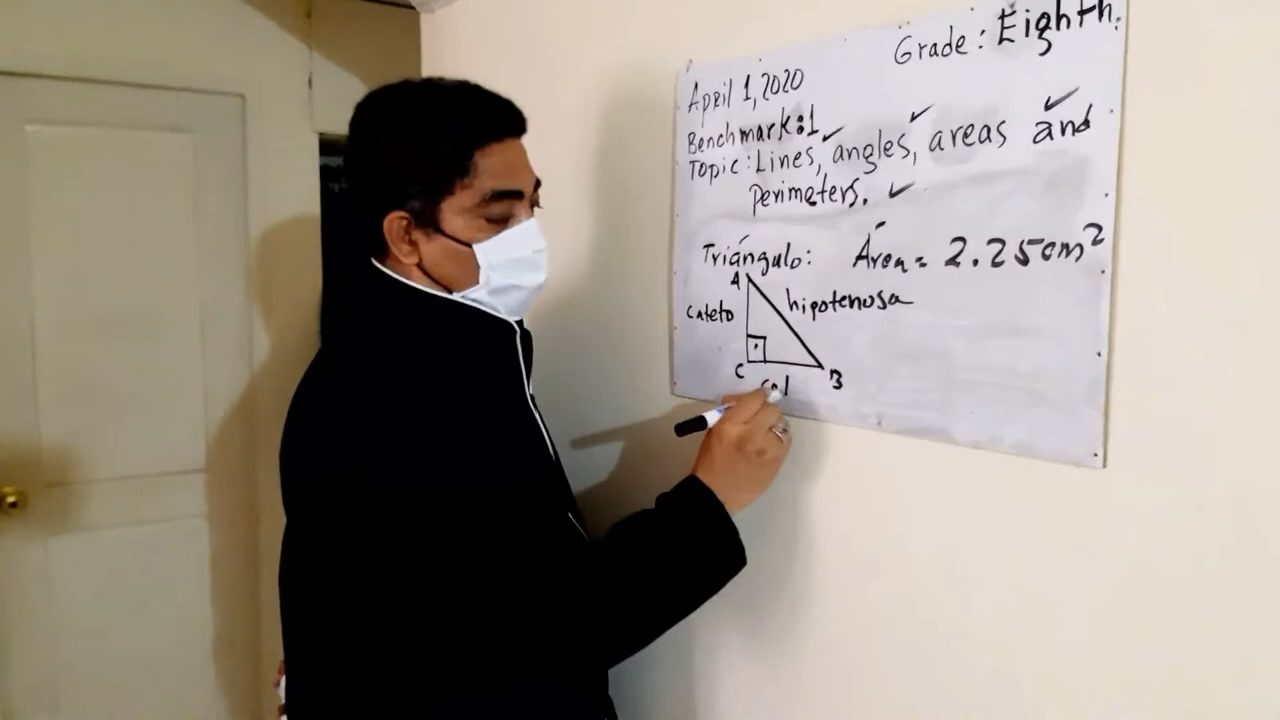 Grade: Eighth.
April 1, 2020
Benchmark: 1
Topic: Lines, angles, areas and
perimeters.
Triángulo: Área = 2.25cm²
A
cateto hipotenusa
C B